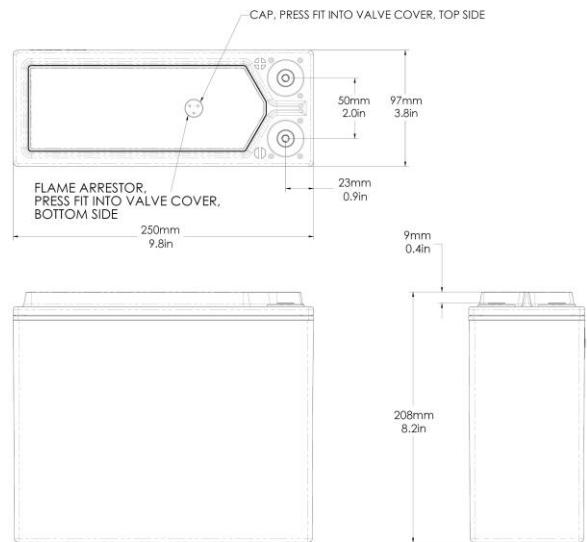 CAP, PRESS FIT INTO VALVE COVER, TOP SIDE
50mm
2.0in
97mm
3.8in
FLAME ARRESTOR,
PRESS FIT INTO VALVE COVER,
BOTTOM SIDE
23mm
0.9in
250mm
9.8in
9mm
0.4in
208mm
8.2in